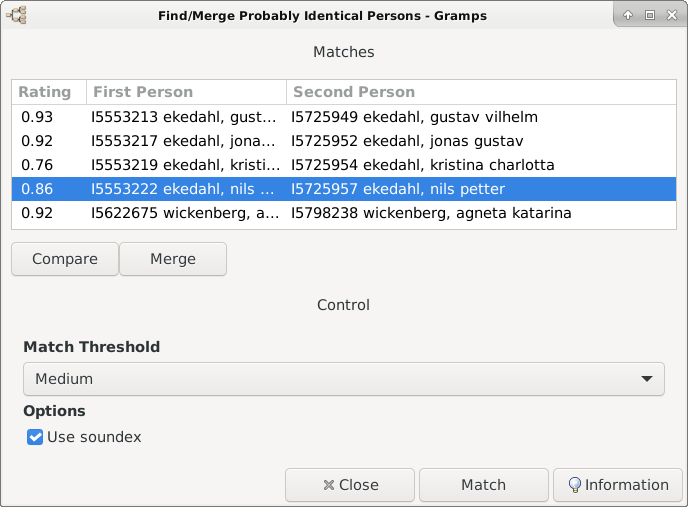 Find/Merge Probably Identical Persons - Gramps
Matches
Rating First Person Second Person
0.93 I5553213 ekedahl, gust... I5725949 ekedahl, gustav vilhelm
0.92 I5553217 ekedahl, jona... I5725952 ekedahl, jonas gustav
0.76 I5553219 ekedahl, kristi... I5725954 ekedahl, kristina charlotta
0.86 I5553222 ekedahl, nils ... I5725957 ekedahl, nils petter
0.92 I5622675 wickenberg, a... I5798238 wickenberg, agneta katarina
Compare Merge
Control
Match Threshold
Medium
Options
Use soundex
Close Match Information